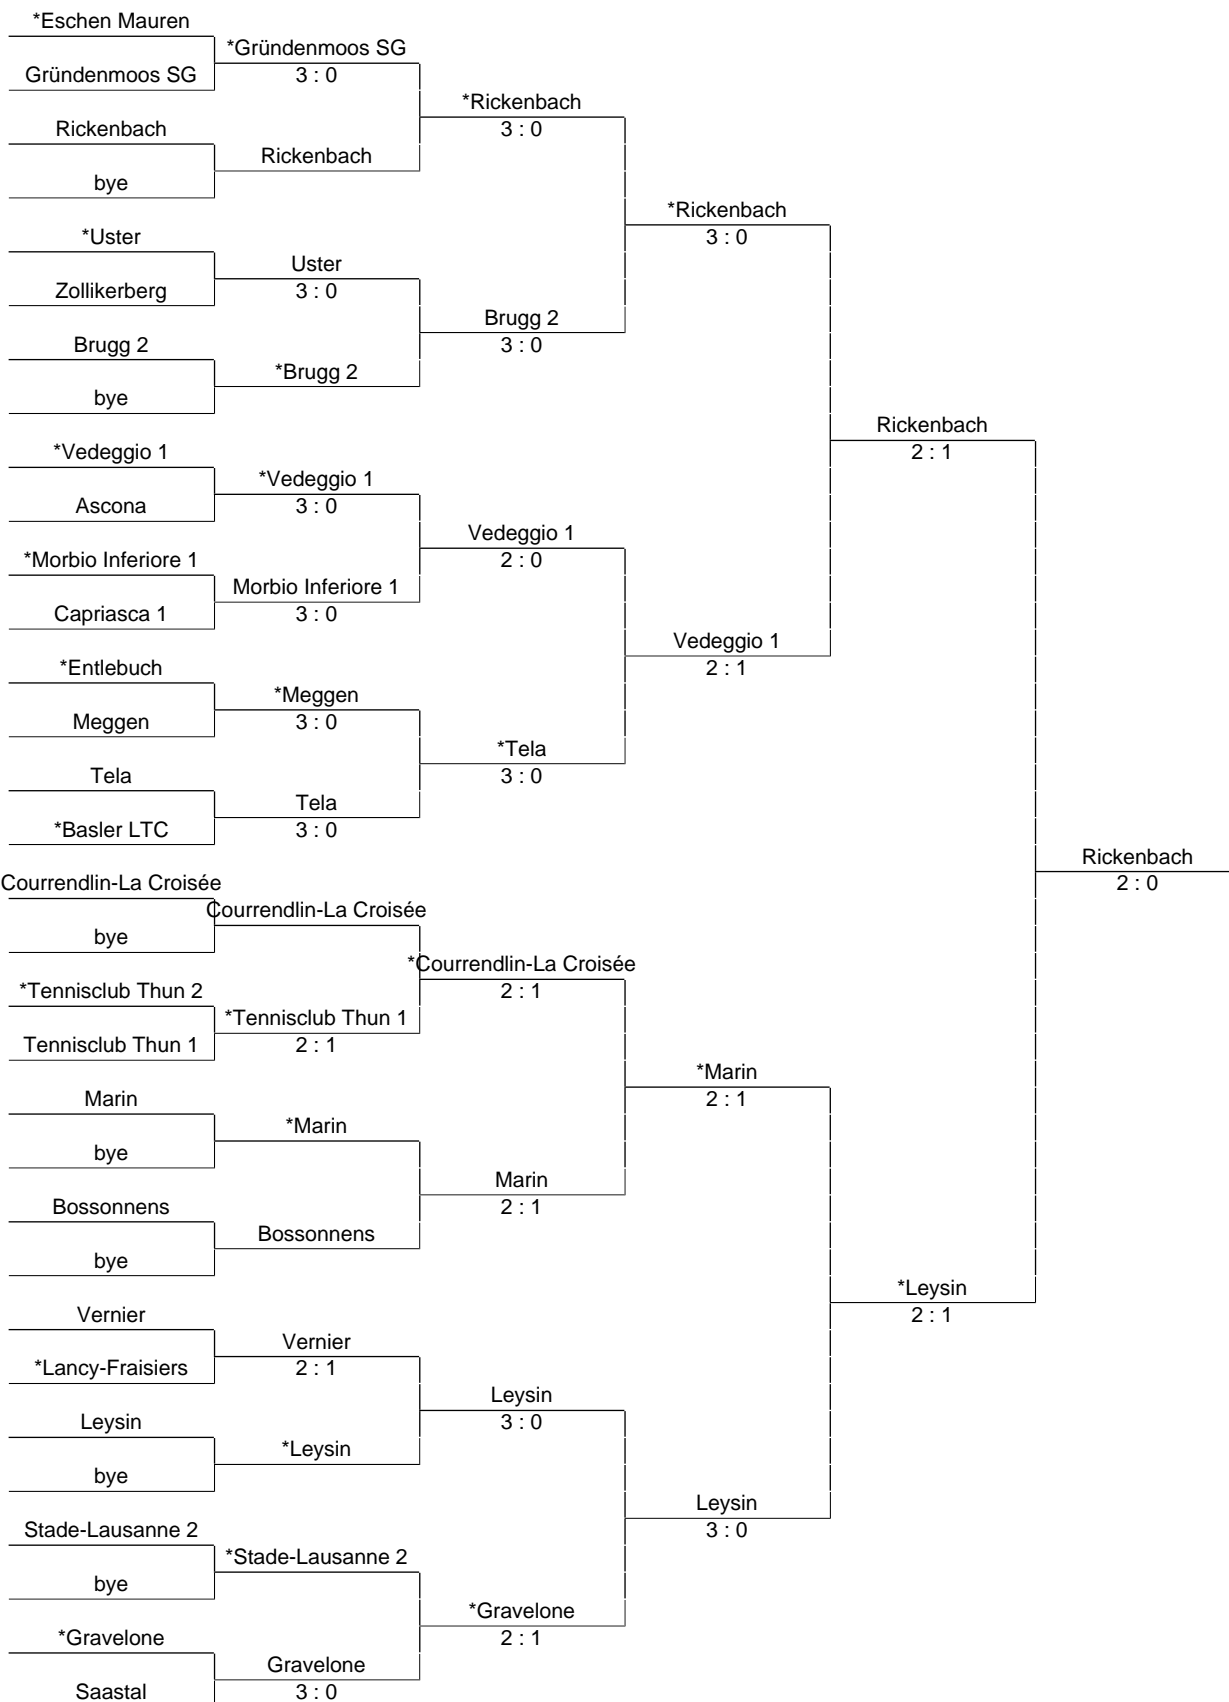 *Eschen Mauren
*Gründenmoos SG
Gründenmoos SG
3 : 0
*Rickenbach
Rickenbach
3 : 0
Rickenbach
bye
*Rickenbach
*Uster
3 : 0
Uster
Zollikerberg
3 : 0
Brugg 2
Brugg 2
3 : 0
*Brugg 2
bye
Rickenbach
*Vedeggio 1
2 : 1
*Vedeggio 1
Ascona
3 : 0
Vedeggio 1
*Morbio Inferiore 1
2 : 0
Morbio Inferiore 1
Capriasca 1
3 : 0
Vedeggio 1
*Entlebuch
2 : 1
*Meggen
Meggen
3 : 0
*Tela
Tela
3 : 0
Tela
*Basler LTC
3 : 0
Rickenbach
Courrendlin-La Croisée
2 : 0
Courrendlin-La Croisée
bye
*Courrendlin-La Croisée
*Tennisclub Thun 2
2 : 1
*Tennisclub Thun 1
Tennisclub Thun 1
2 : 1
*Marin
Marin
2 : 1
*Marin
bye
Marin
Bossonnens
2 : 1
Bossonnens
bye
*Leysin
Vernier
2 : 1
Vernier
*Lancy-Fraisiers
2 : 1
Leysin
Leysin
3 : 0
*Leysin
bye
Leysin
Stade-Lausanne 2
3 : 0
*Stade-Lausanne 2
bye
*Gravelone
*Gravelone
2 : 1
Gravelone
Saastal
3 : 0